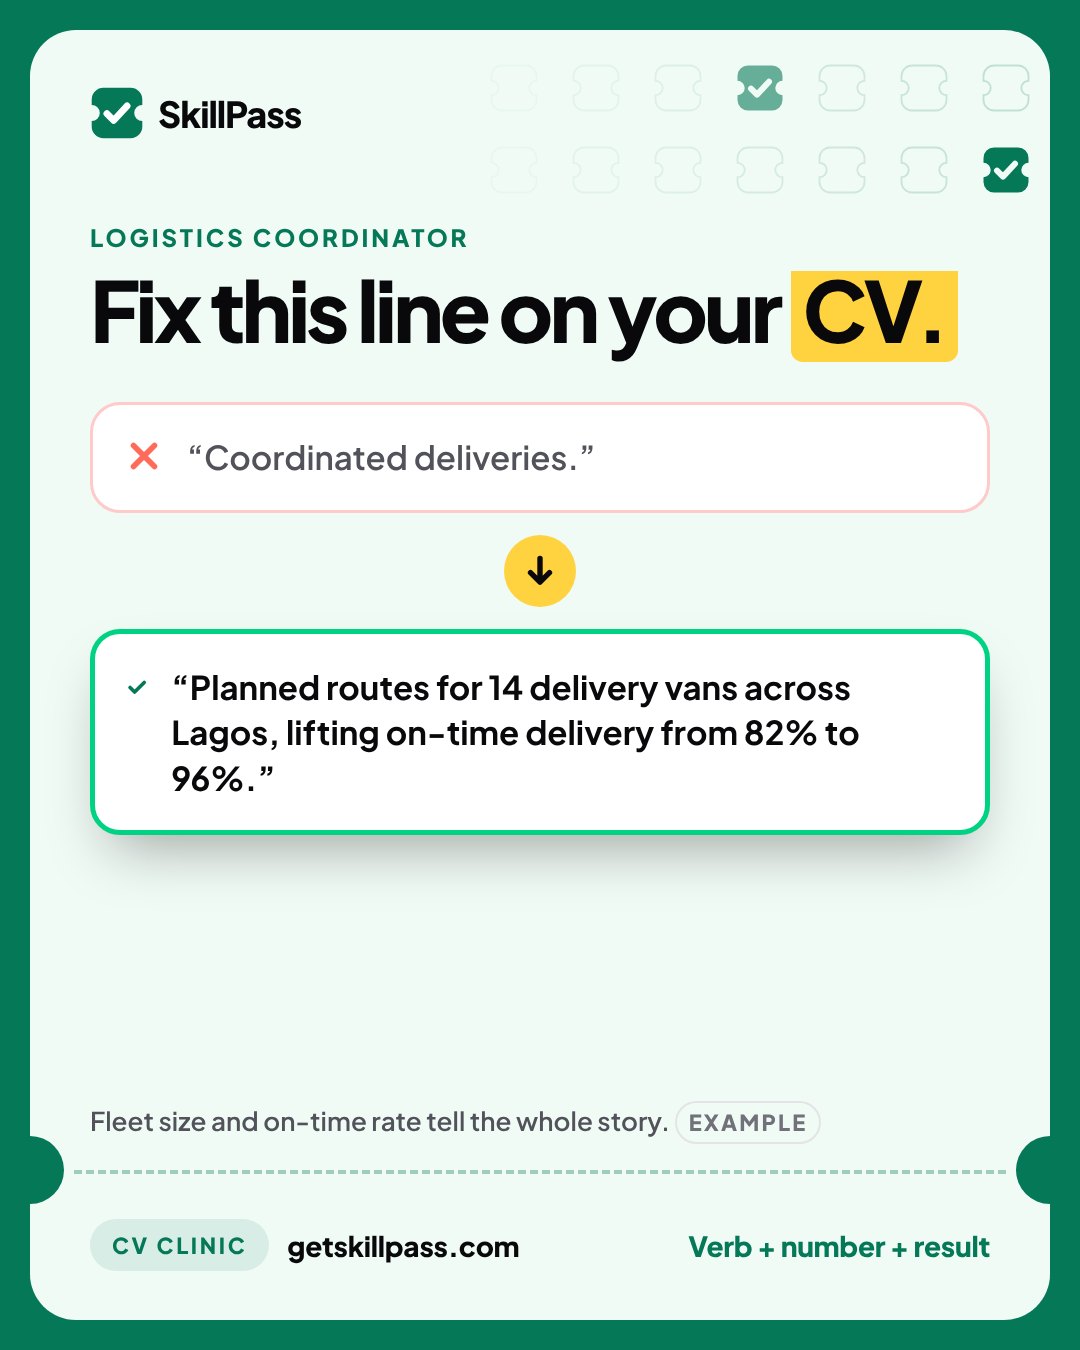 SkillPass
LOGISTICS COORDINATOR
Fix this line on your CV.
“Coordinated deliveries.”
“Planned routes for 14 delivery vans across
Lagos, lifting on-time delivery from 82% to
96%.”
Fleet size and on-time rate tell the whole story. EXAMPLE
CV CLINIC getskillpass.com Verb + number + result